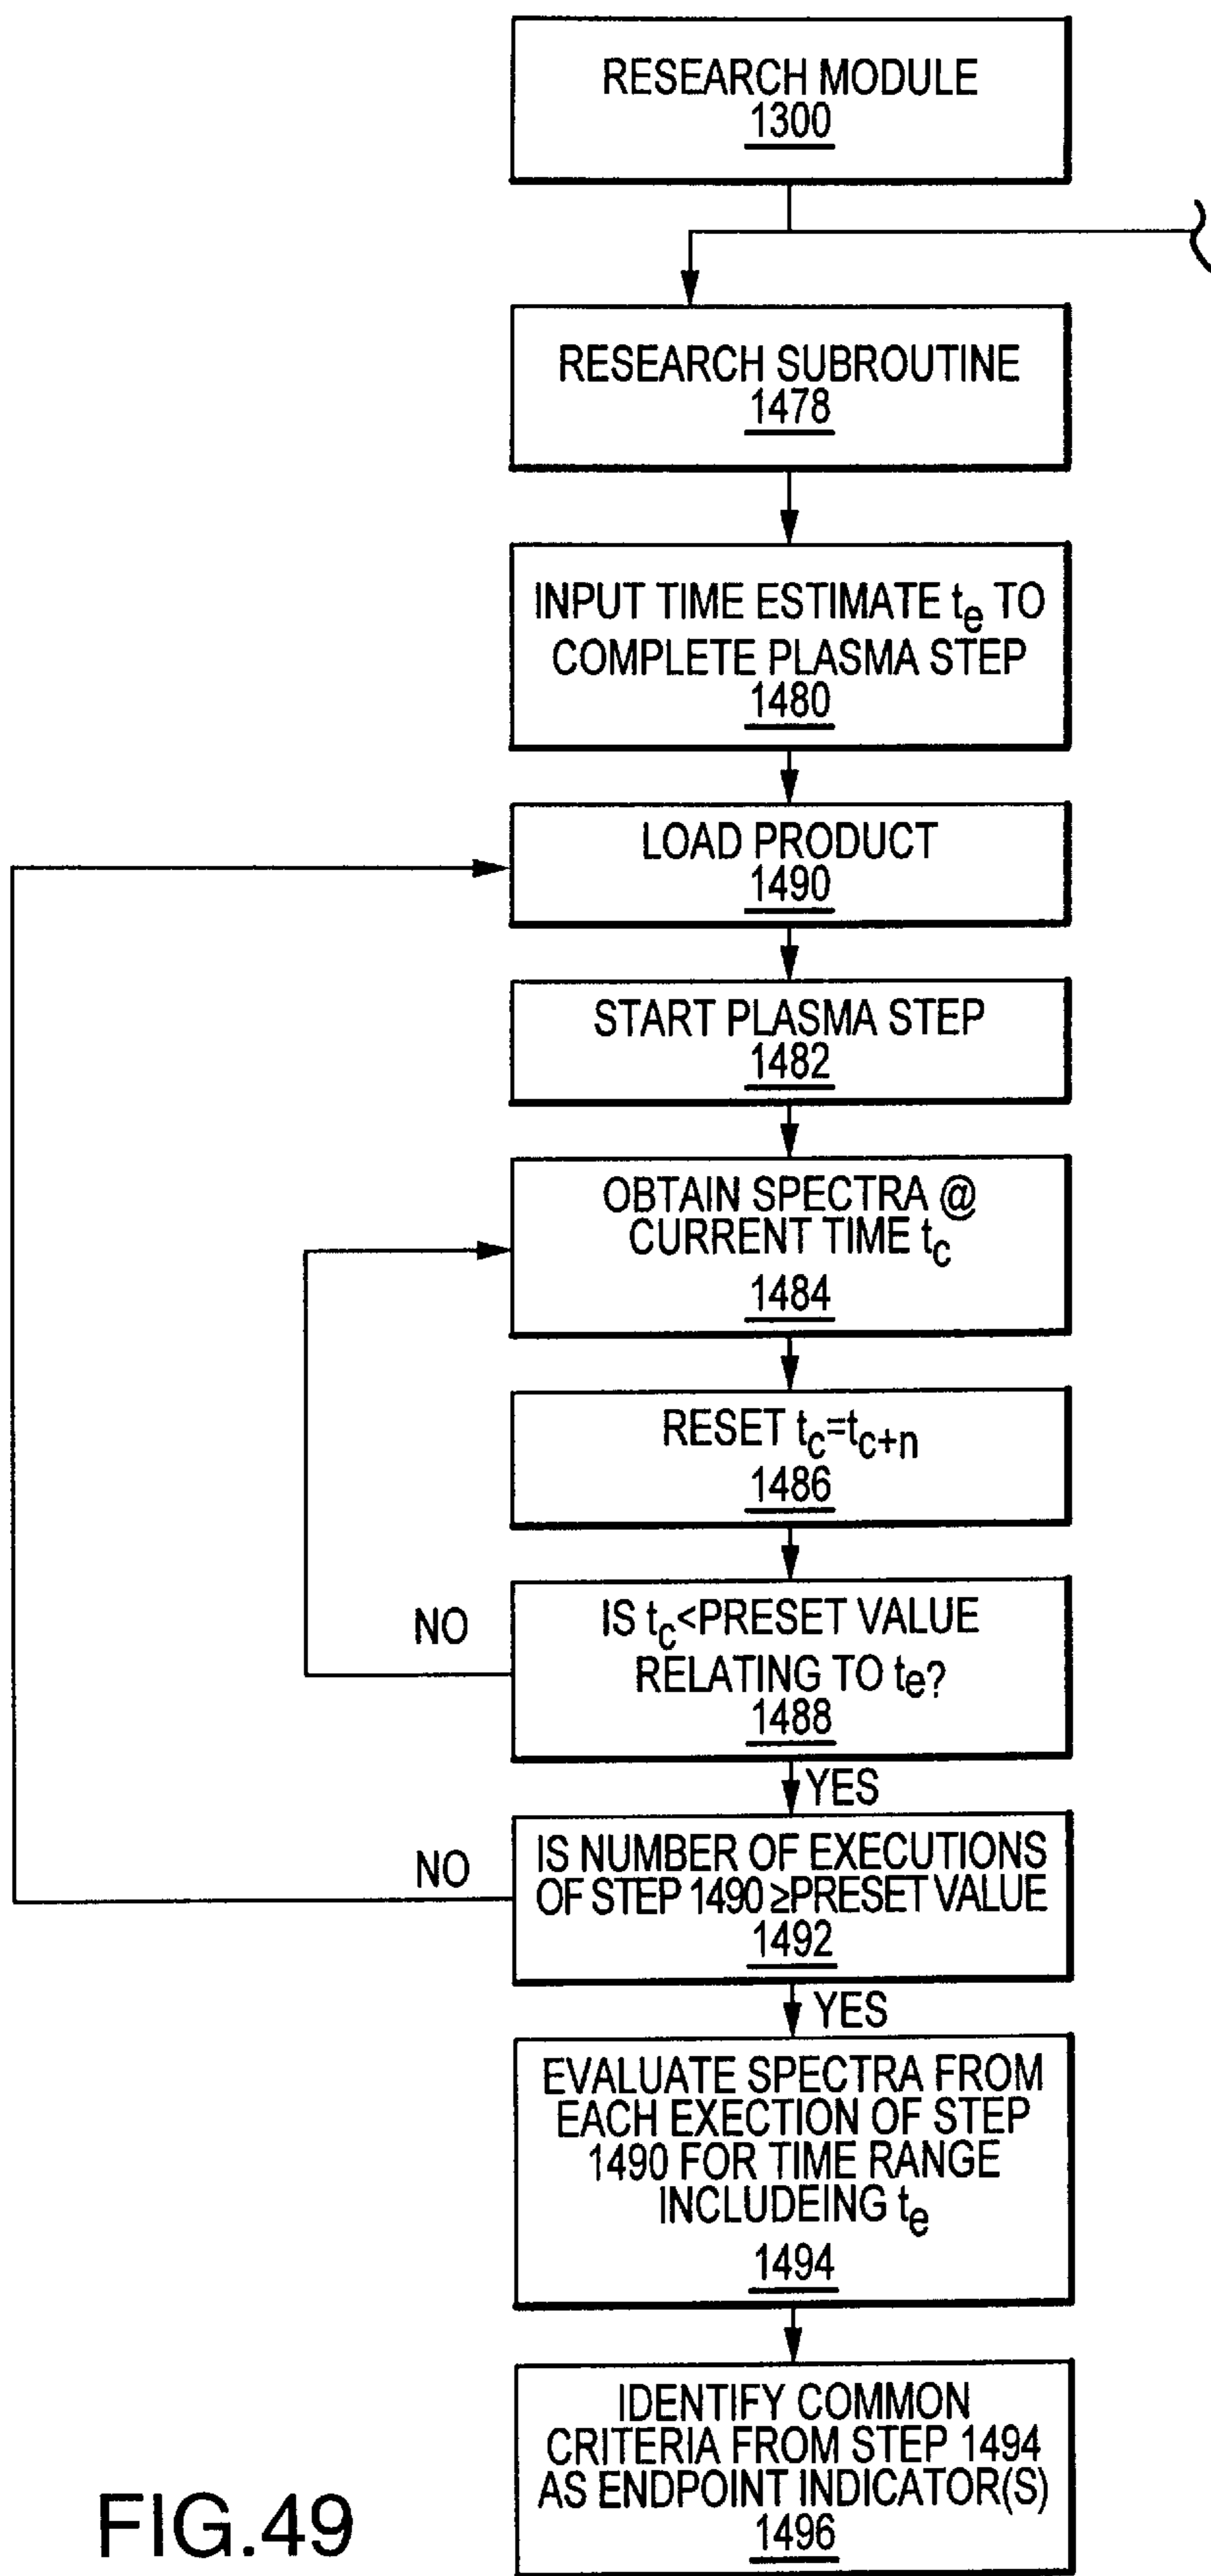 RESEARCH MODULE
1300
RESEARCH SUBROUTINE
1478
INPUT TIME ESTIMATE te TO
COMPLETE PLASMA STEP
1480
LOAD PRODUCT
1490
START PLASMA STEP
1482
OBTAIN SPECTRA @
CURRENT TIME tc
1484
RESET tc=tc+n
1486
IS tc<PRESET VALUE
RELATING TO te?
1488
NO
YES
IS NUMBER OF EXECUTIONS
OF STEP 1490 ≥PRESET VALUE
1492
NO
YES
EVALUATE SPECTRA FROM
EACH EXECTION OF STEP
1490 FOR TIME RANGE
INCLUDEING te
1494
IDENTIFY COMMON
CRITERIA FROM STEP 1494
AS ENDPOINT INDICATOR(S)
1496
FIG.49